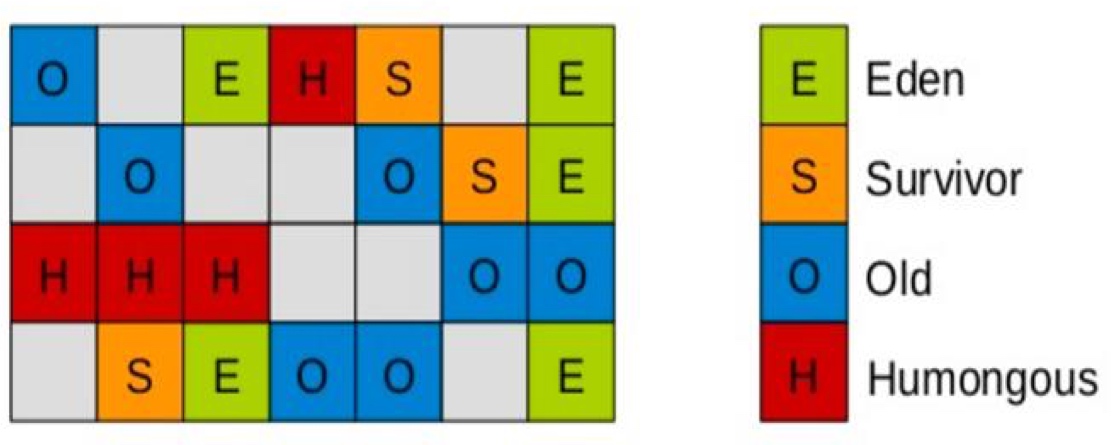 O E H S E
O O S E
H H H O O
S E O O E
E Eden
S Survivor
O Old
H Humongous